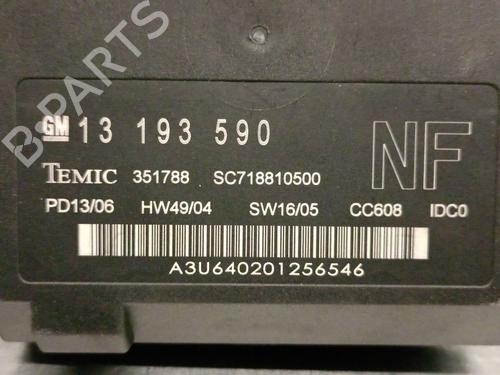 B-PARTS
GM 13 193 590 NF
TEMIC 351788 SC718810500
PD13/06 HW49/04 SW16/05 CC608 IDC0
A3U640201256546